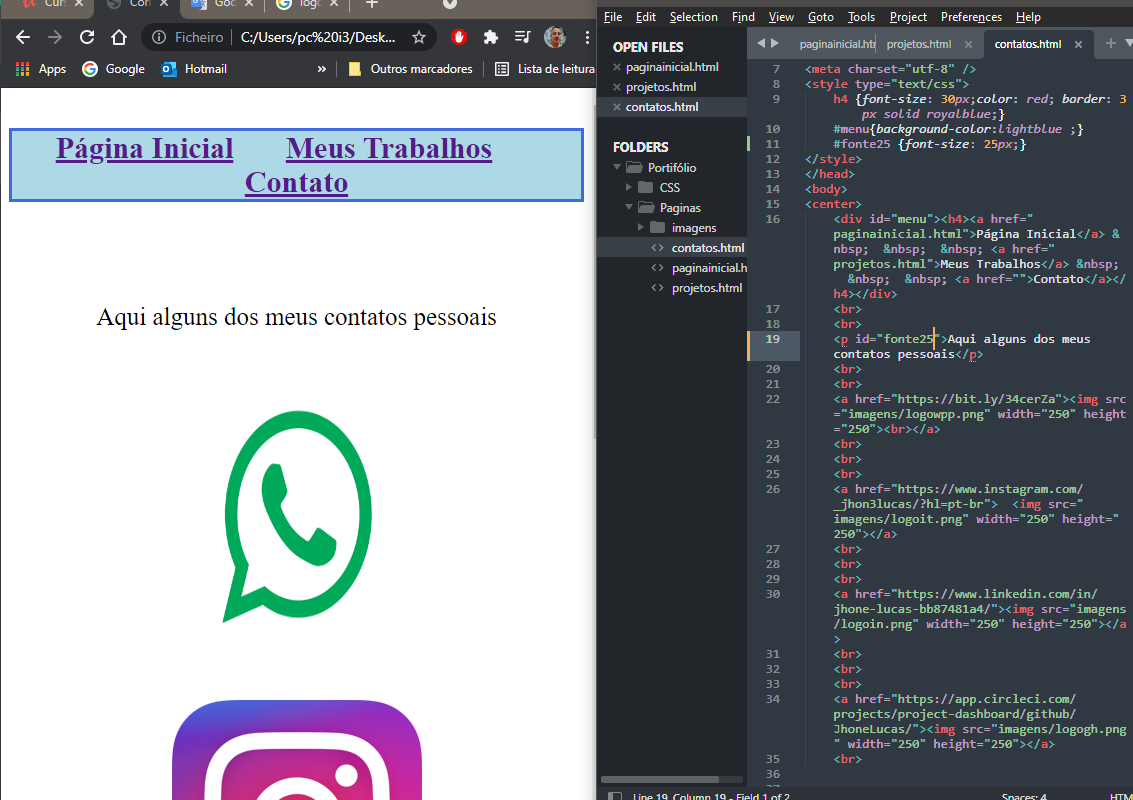 Curs
Con
Goc
logo
Ficheiro
C:/Users/pc%20i3/Desk...
Apps
Google
Hotmail
»
Outros marcadores
Lista de leitura
Página Inicial Meus Trabalhos
Contato
Aqui alguns dos meus contatos pessoais
File Edit Selection Find View Goto Tools Project Preferences Help
OPEN FILES
paginainicial.html
projetos.html
contatos.html
FOLDERS
Portifólio
CSS
Paginas
imagens
contatos.html
paginainicial.h
projetos.html
paginainicial.htm projetos.html contatos.html
7 <meta charset="utf-8" />
8 <style type="text/css">
9 h4 {font-size: 30px;color: red; border: 3
px solid royalblue;}
10 #menu{background-color:lightblue ;}
11 #fonte25 {font-size: 25px;}
12 </style>
13 </head>
14 <body>
15 <center>
16 <div id="menu"><h4><a href="
paginainicial.html">Página Inicial</a> &
nbsp; &nbsp; &nbsp; <a href="
projetos.html">Meus Trabalhos</a> &nbsp;
&nbsp; &nbsp; <a href="">Contato</a></
h4></div>
17 <br>
18 <br>
19 <p id="fonte25">Aqui alguns dos meus
contatos pessoais</p>
20 <br>
21 <br>
22 <a href="https://bit.ly/34cerZa"><img src
="imagens/logowpp.png" width="250" height
="250"><br></a>
23 <br>
24 <br>
25 <br>
26 <a href="https://www.instagram.com/
_jhon3lucas/?hl=pt-br"> <img src="
imagens/logoit.png" width="250" height="
250"></a>
27 <br>
28 <br>
29 <br>
30 <a href="https://www.linkedin.com/in/
jhone-lucas-bb87481a4/"><img src="imagens
/logoin.png" width="250" height="250"></a
>
31 <br>
32 <br>
33 <br>
34 <a href="https://app.circleci.com/
projects/project-dashboard/github/
JhoneLucas/"><img src="imagens/logogh.png
" width="250" height="250"></a>
35 <br>
36
Line 19, Column 19 - Field 1 of 2
Spaces: 4
HTM